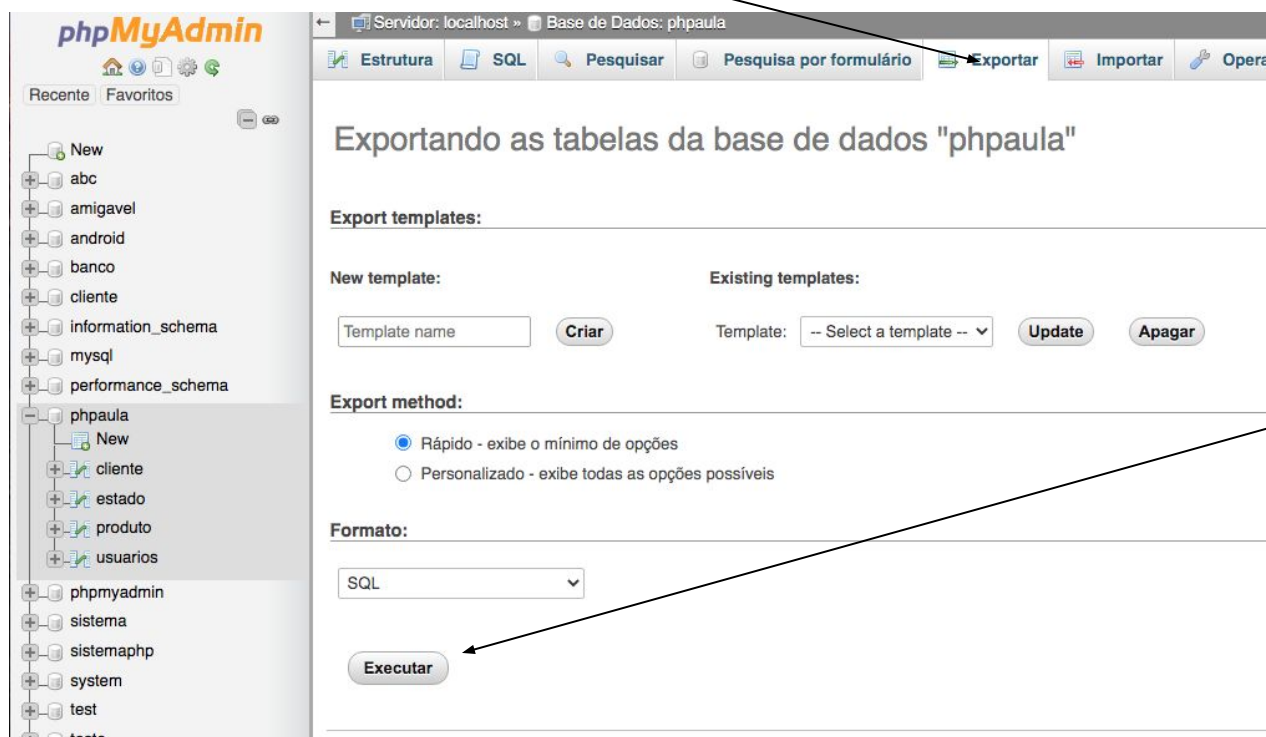 phpMyAdmin
Recente Favoritos
New
abc
amigavel
android
banco
cliente
information_schema
mysql
performance_schema
phpaula
New
cliente
estado
produto
usuarios
phpmyadmin
sistema
sistemaphp
system
test
Servidor: localhost » Base de Dados: phpaula
Estrutura SQL Pesquisar Pesquisa por formulário Exportar Importar Opera
Exportando as tabelas da base de dados "phpaula"
Export templates:
New template: Existing templates:
Template name Criar Template: -- Select a template -- Update Apagar
Export method:
Rápido - exibe o mínimo de opções
Personalizado - exibe todas as opções possíveis
Formato:
SQL
Executar